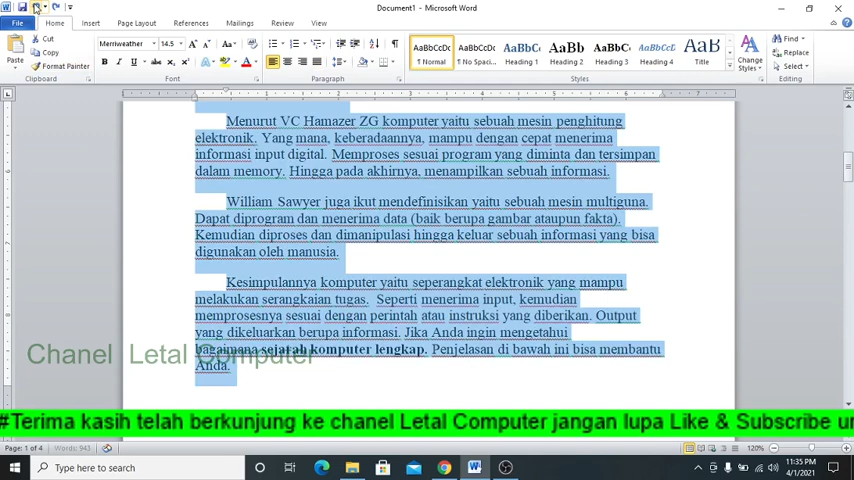 Document1 - Microsoft Word
File Home Insert Page Layout References Mailings Review View
Cut
Copy
Format Painter
Paste
Clipboard
Merriweather 14.5
Font
Paragraph
AaBbCcDc AaBbCcDc AaBbCc AaBb AaBbCc AaBbCcL AaB
¶ Normal ¶ No Spaci... Heading 1 Heading 2 Heading 3 Heading 4 Title
Styles
Change Styles
Find
Replace
Select
Editing
Menurut VC Hamazer ZG komputer yaitu sebuah mesin penghitung
elektronik. Yang mana, keberadaannya, mampu dengan cepat menerima
informasi input digital. Memproses sesuai program yang diminta dan tersimpan
dalam memory. Hingga pada akhirnya, menampilkan sebuah informasi.
William Sawyer juga ikut mendefinisikan yaitu sebuah mesin multiguna.
Dapat diprogram dan menerima data (baik berupa gambar ataupun fakta).
Kemudian diproses dan dimanipulasi hingga keluar sebuah informasi yang bisa
digunakan oleh manusia.
Kesimpulannya komputer yaitu seperangkat elektronik yang mampu
melakukan serangkaian tugas. Seperti menerima input, kemudian
memprosesnya sesuai dengan perintah atau instruksi yang diberikan. Output
yang dikeluarkan berupa informasi. Jika Anda ingin mengetahui
bagaimana sejarah komputer lengkap. Penjelasan di bawah ini bisa membantu
Anda.
Chanel Letal Computer
#Terima kasih telah berkunjung ke chanel Letal Computer jangan lupa Like & Subscribe un
Page: 1 of 4 Words: 943 120%
Type here to search
11:35 PM
4/1/2021